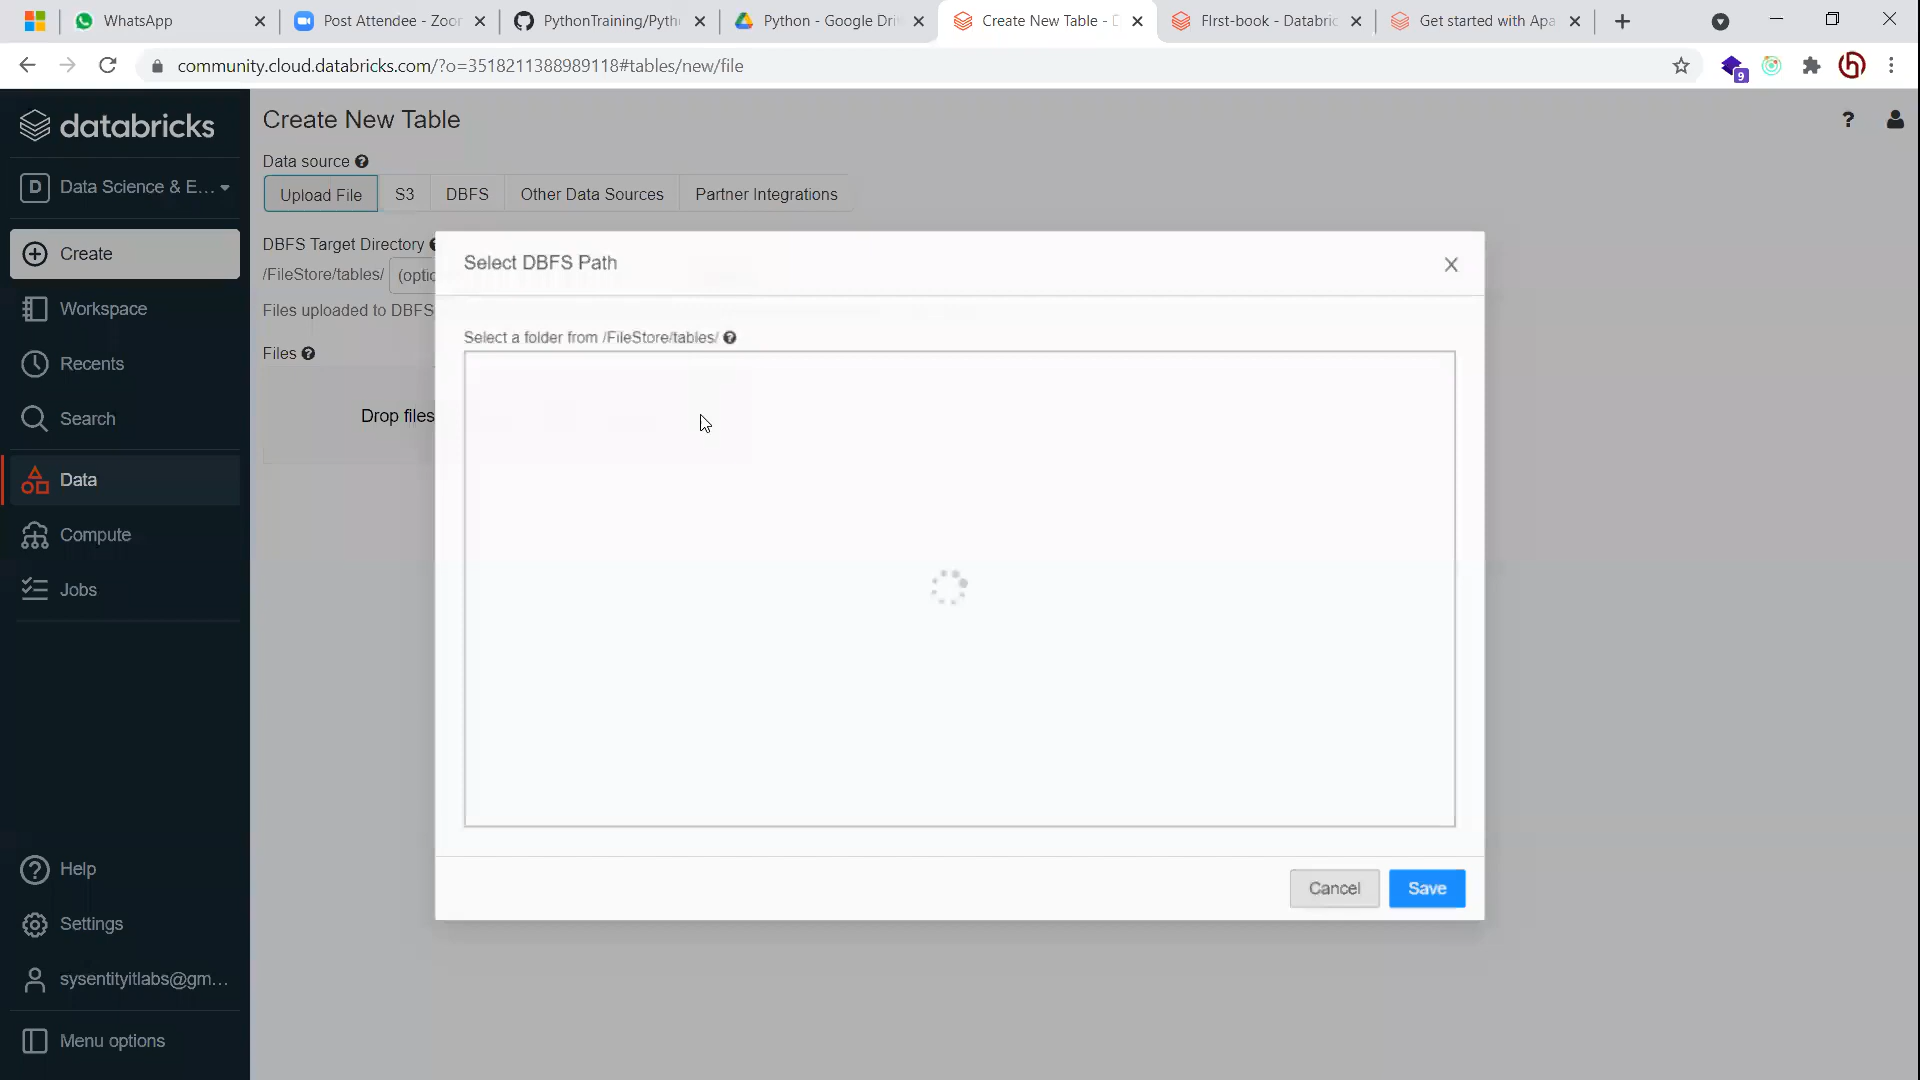 WhatsApp
Post Attendee - Zoor
PythonTraining/Pyth
Python - Google Dri
Create New Table - D
FIrst-book - Databric
Get started with Apa
community.cloud.databricks.com/?o=3518211388989118#tables/new/file
9
databricks
D Data Science & E...
Create
Workspace
Recents
Search
Data
Compute
Jobs
Help
Settings
sysentityitlabs@gm...
Menu options
Create New Table
Data source ?
Upload File S3 DBFS Other Data Sources Partner Integrations
DBFS Target Directory
/FileStore/tables/ (optic
Files uploaded to DBFS
Files ?
Drop files
Select DBFS Path
Select a folder from /FileStore/tables/ ?
Cancel Save